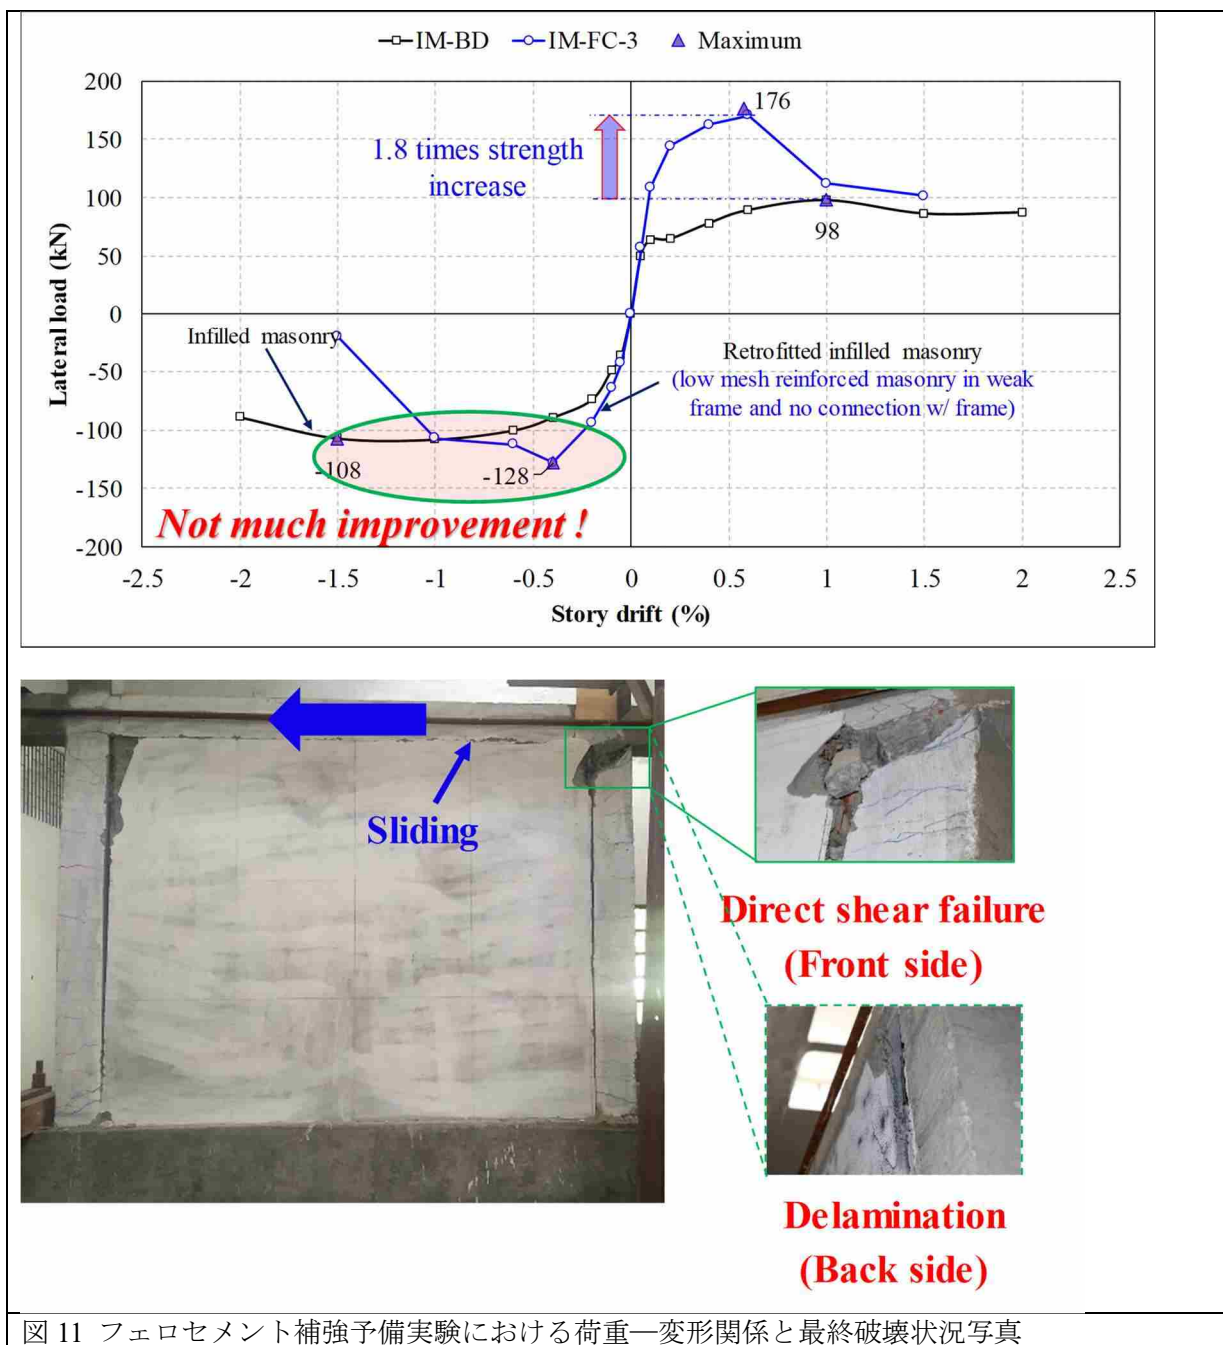 IM-BD IM-FC-3 Maximum
200
150
100
50
0
-50
-100
-150
-200
Lateral load (kN)
176
1.8 times strength
increase
98
Infilled masonry
Retrofitted infilled masonry
(low mesh reinforced masonry in weak
frame and no connection w/ frame)
-108
-128
Not much improvement !
-2.5 -2 -1.5 -1 -0.5 0 0.5 1 1.5 2 2.5
Story drift (%)
Sliding
Direct shear failure
(Front side)
Delamination
(Back side)
図 11 フェロセメント補強予備実験における荷重―変形関係と最終破壊状況写真